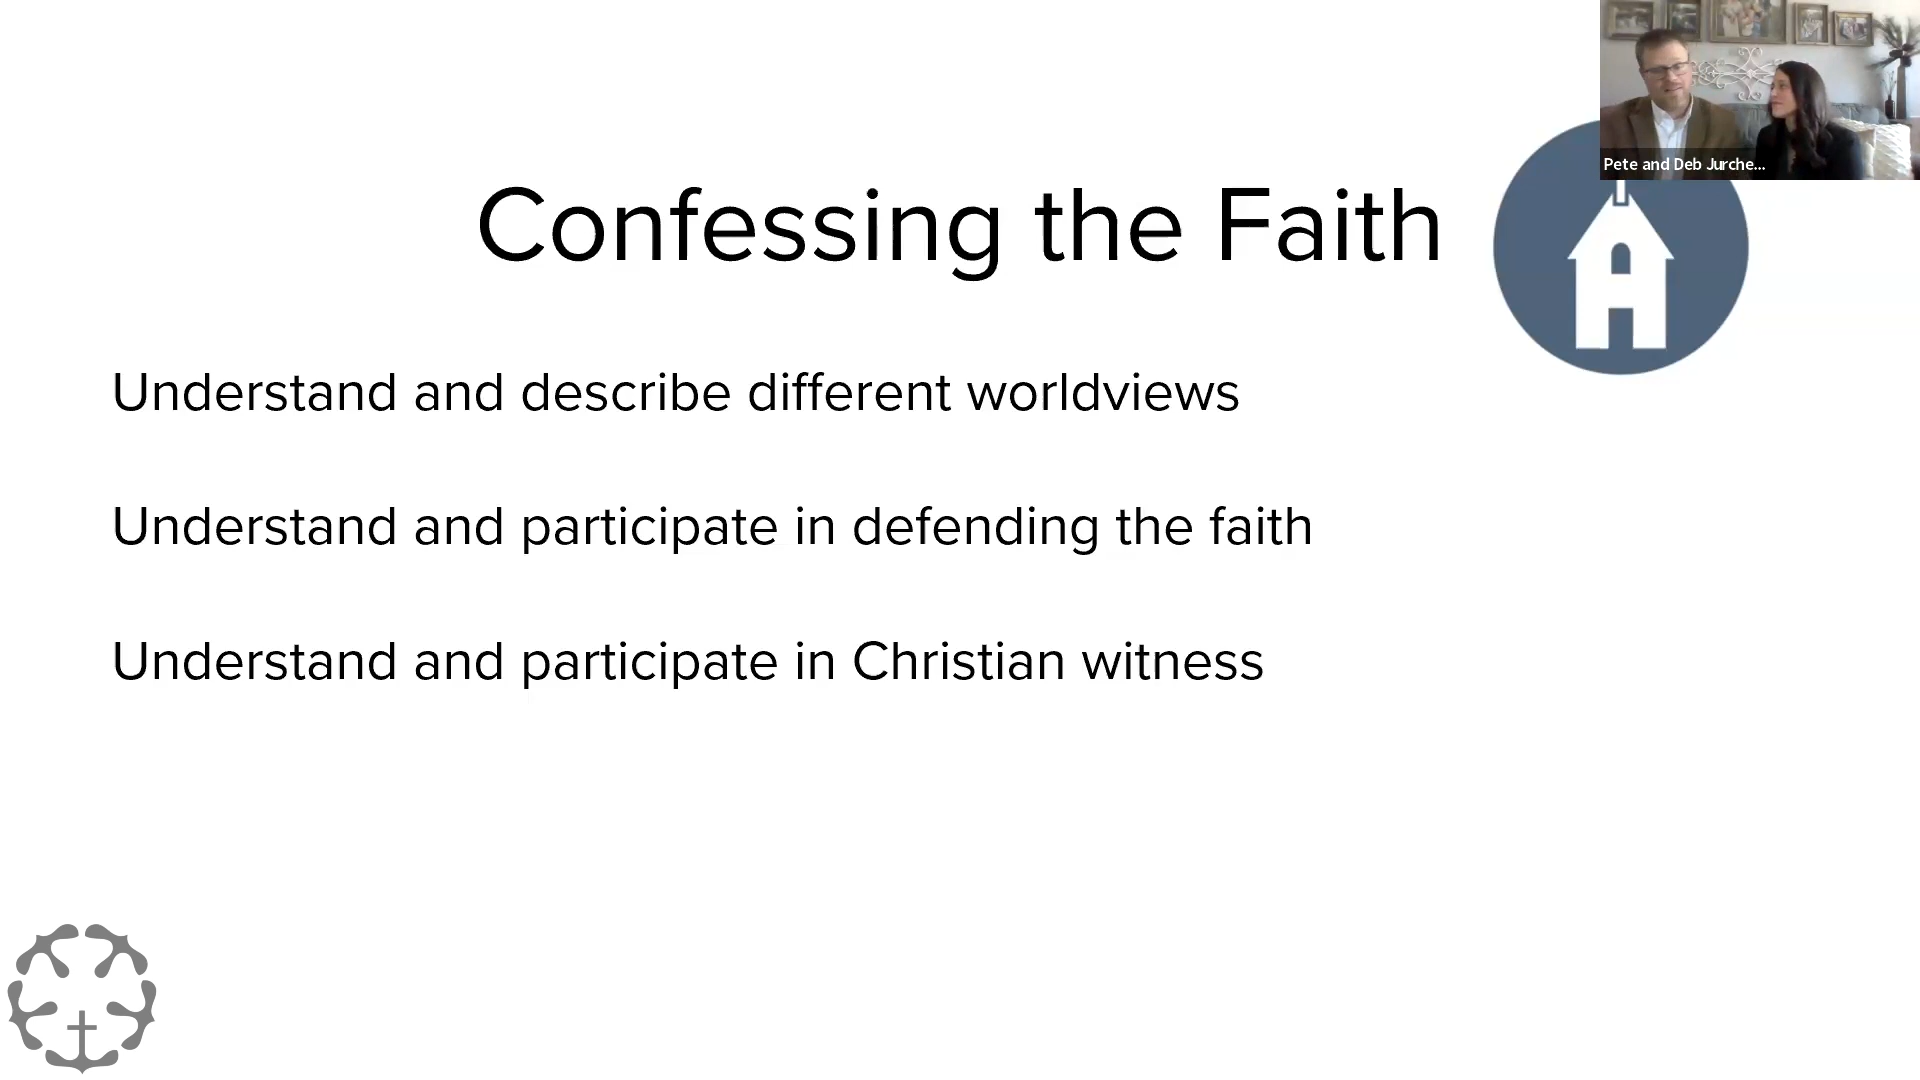 Pete and Deb Jurche...
Confessing the Faith
Understand and describe different worldviews
Understand and participate in defending the faith
Understand and participate in Christian witness